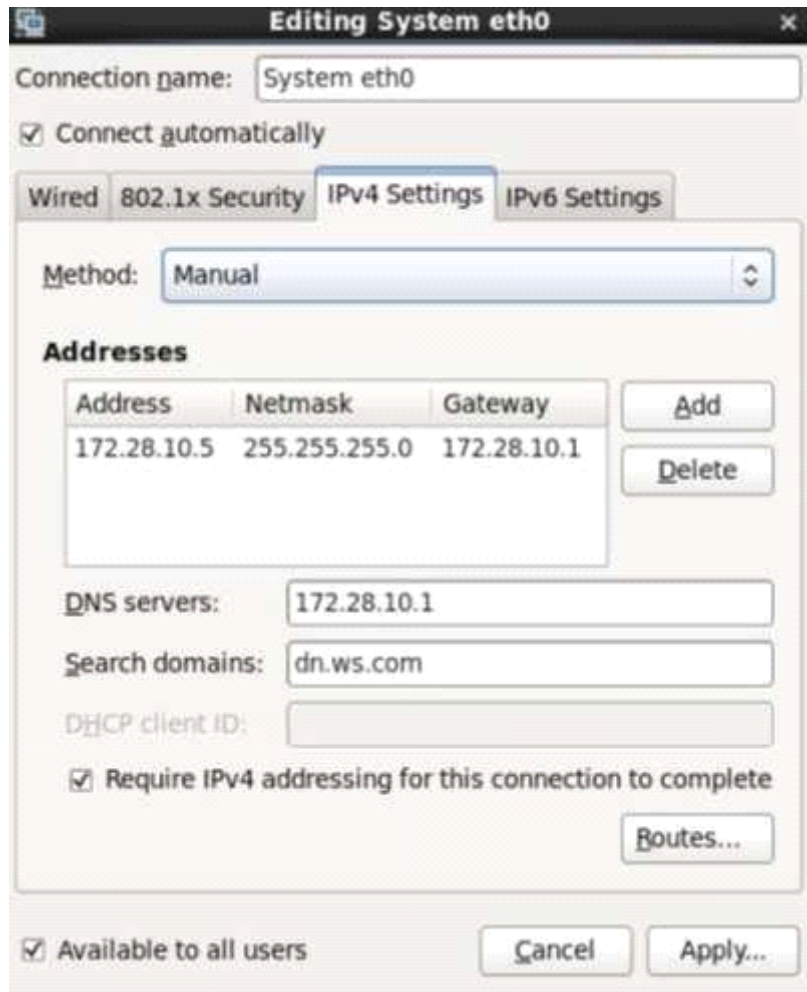 Editing System eth0
Connection name: System eth0
Connect automatically
Wired 802.1x Security IPv4 Settings IPv6 Settings
Method: Manual
Addresses
Address Netmask Gateway Add
172.28.10.5 255.255.255.0 172.28.10.1
Delete
DNS servers: 172.28.10.1
Search domains: dn.ws.com
DHCP client ID:
Require IPv4 addressing for this connection to complete
Routes...
Available to all users Cancel Apply...